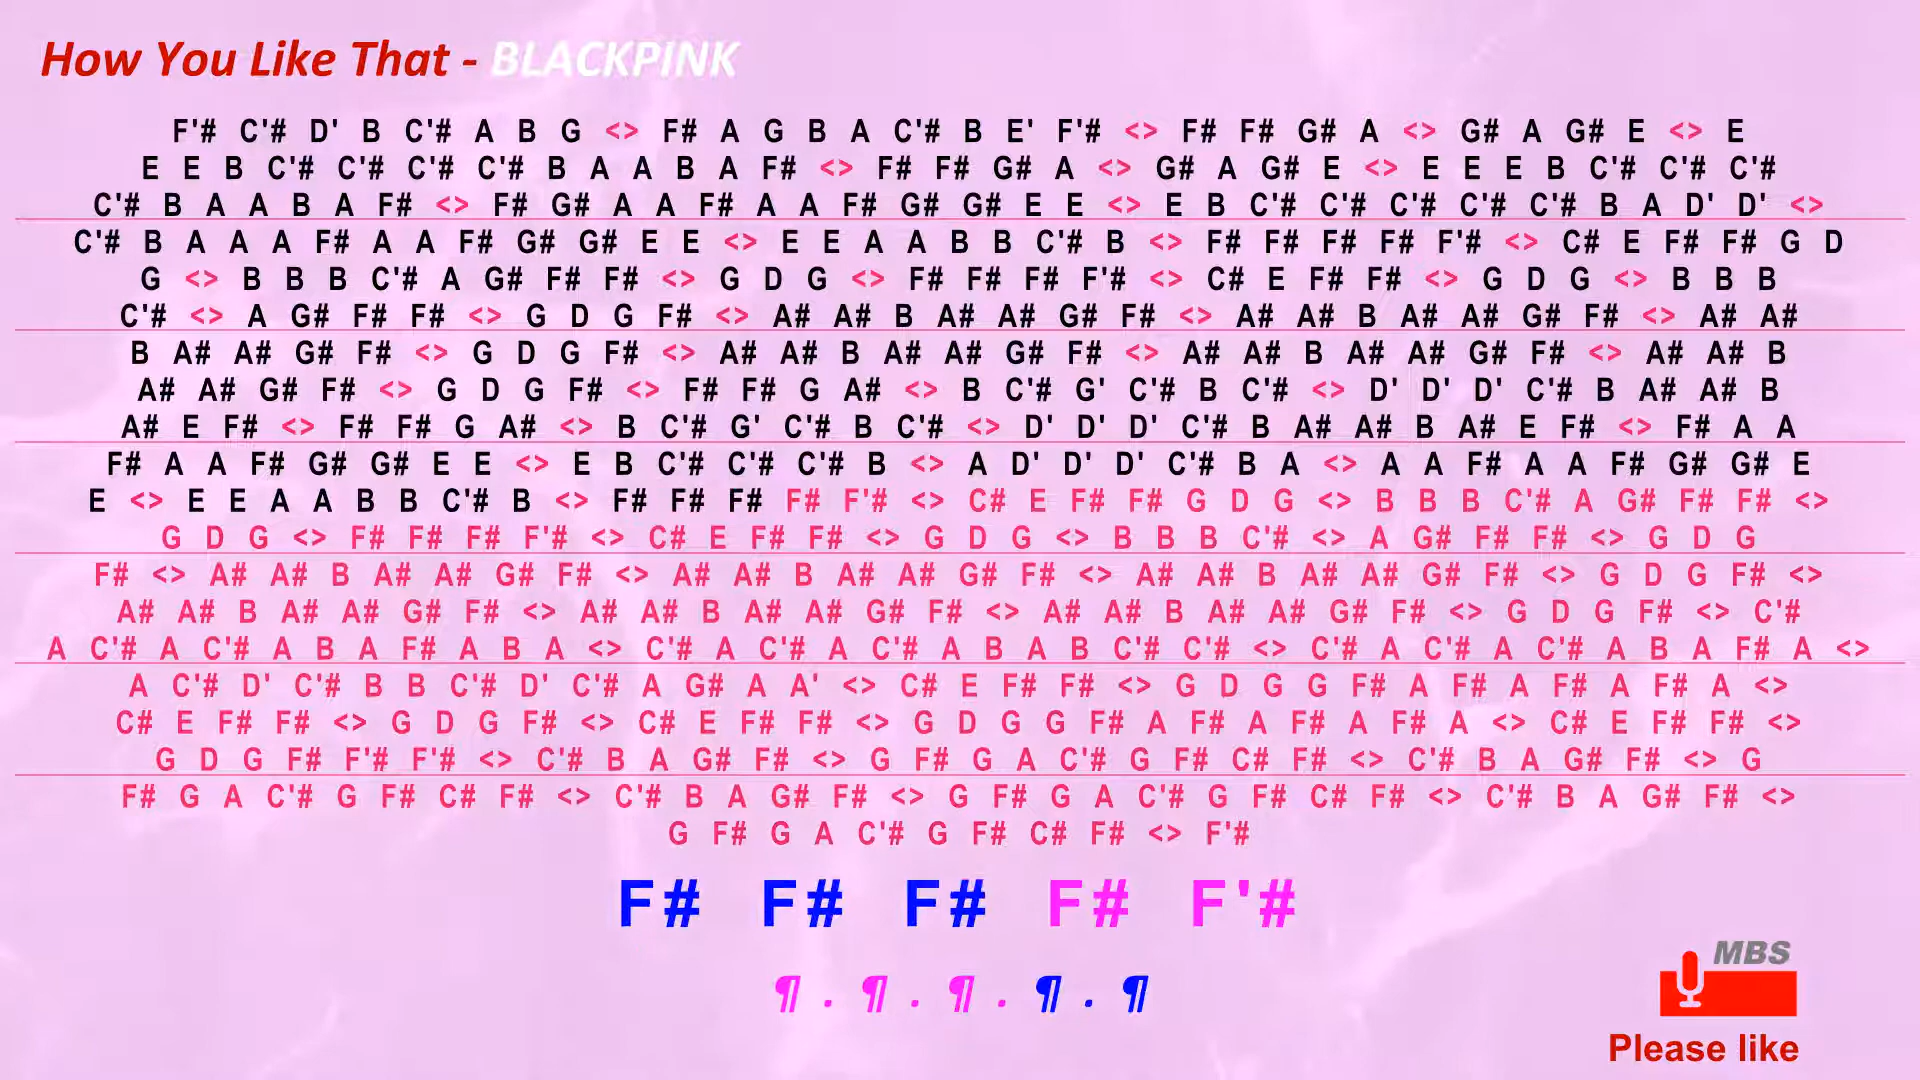 How You Like That - BLACKPINK
F'# C'# D' B C'# A B G <> F# A G B A C'# B E' F'# <> F# F# G# A <> G# A G# E <> E
E E B C'# C'# C'# C'# B A A B A F# <> F# F# G# A <> G# A G# E <> E E E B C'# C'# C'#
C'# B A A B A F# <> F# G# A A F# A A F# G# G# E E <> E B C'# C'# C'# C'# C'# B A D' D' <>
C'# B A A A F# A A F# G# G# E E <> E E A A B B C'# B <> F# F# F# F# F'# <> C# E F# F# G D
G <> B B B C'# A G# F# F# <> G D G <> F# F# F# F'# <> C# E F# F# <> G D G <> B B B
C'# <> A G# F# F# <> G D G F# <> A# A# B A# A# G# F# <> A# A# B A# A# G# F# <> A# A#
B A# A# G# F# <> G D G F# <> A# A# B A# A# G# F# <> A# A# B A# A# G# F# <> A# A# B
A# A# G# F# <> G D G F# <> F# F# G A# <> B C'# G' C'# B C'# <> D' D' D' C'# B A# A# B
A# E F# <> F# F# G A# <> B C'# G' C'# B C'# <> D' D' D' C'# B A# A# B A# E F# <> F# A A
F# A A F# G# G# E E <> E B C'# C'# C'# B <> A D' D' D' C'# B A <> A A F# A A F# G# G# E
E <> E E A A B B C'# B <> F# F# F# F# F'# <> C# E F# F# G D G <> B B B C'# A G# F# F# <>
G D G <> F# F# F# F'# <> C# E F# F# <> G D G <> B B B C'# <> A G# F# F# <> G D G
F# <> A# A# B A# A# G# F# <> A# A# B A# A# G# F# <> A# A# B A# A# G# F# <> G D G F# <>
A# A# B A# A# G# F# <> A# A# B A# A# G# F# <> A# A# B A# A# G# F# <> G D G F# <> C'#
A C'# A C'# A B A F# A B A <> C'# A C'# A C'# A B A B C'# C'# <> C'# A C'# A C'# A B A F# A <>
A C'# D' C'# B B C'# D' C'# A G# A A' <> C# E F# F# <> G D G G F# A F# A F# A F# A <>
C# E F# F# <> G D G F# <> C# E F# F# <> G D G G F# A F# A F# A F# A <> C# E F# F# <>
G D G F# F'# F'# <> C'# B A G# F# <> G F# G A C'# G F# C# F# <> C'# B A G# F# <> G
F# G A C'# G F# C# F# <> C'# B A G# F# <> G F# G A C'# G F# C# F# <> C'# B A G# F# <>
G F# G A C'# G F# C# F# <> F'#
F# F# F# F# F'#
¶ . ¶ . ¶ . ¶ . ¶
MBS
Please like